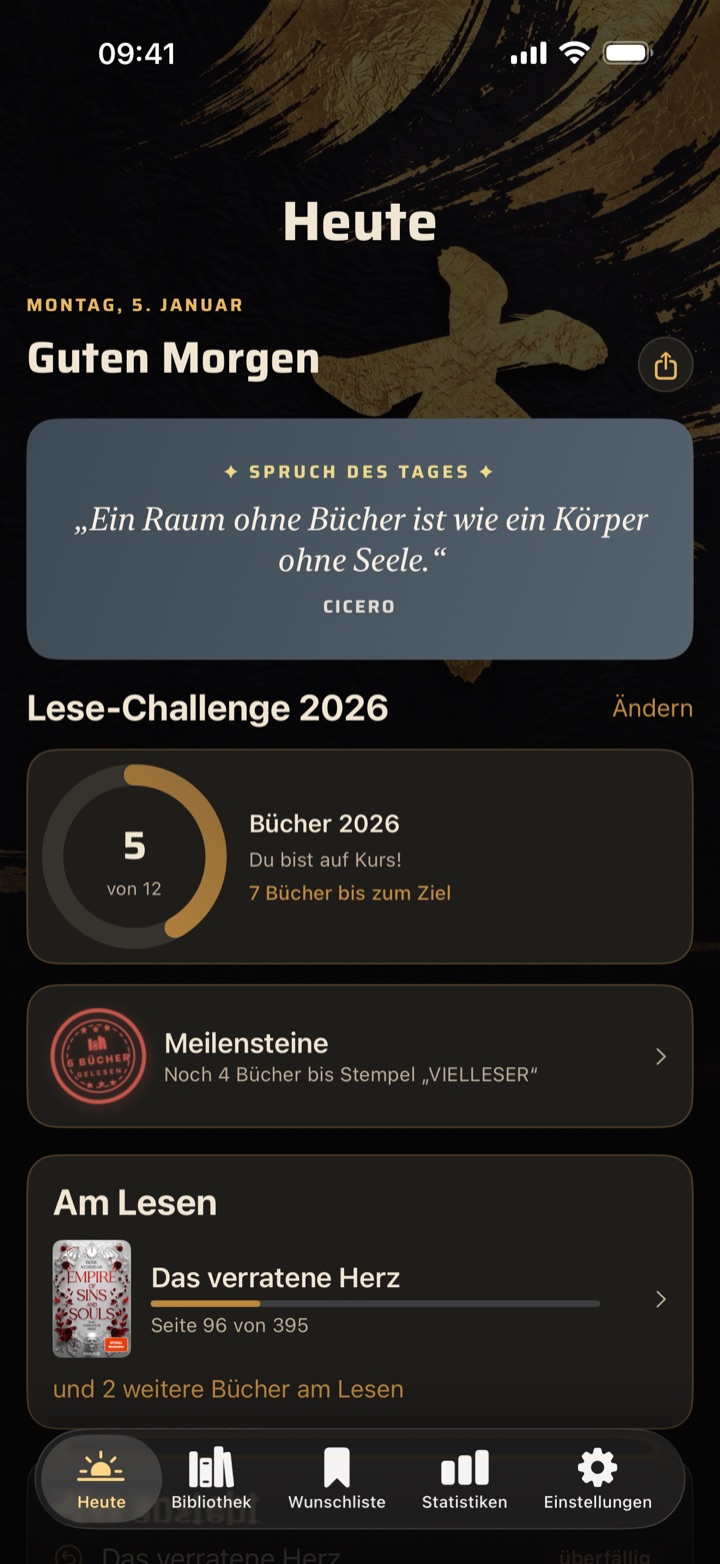 09:41
Heute
MONTAG, 5. JANUAR
Guten Morgen
✦ SPRUCH DES TAGES ✦
„Ein Raum ohne Bücher ist wie ein Körper
ohne Seele.“
CICERO
Lese-Challenge 2026
Ändern
5
von 12
Bücher 2026
Du bist auf Kurs!
7 Bücher bis zum Ziel
5 BÜCHER
GELESEN
Meilensteine
Noch 4 Bücher bis Stempel „VIELLESER“
Am Lesen
EMPIRE
OF
SINS
AND
SOULS
Das verratene Herz
Seite 96 von 395
und 2 weitere Bücher am Lesen
Heute
Bibliothek
Wunschliste
Statistiken
Einstellungen
Das verratene Herz
überfällig